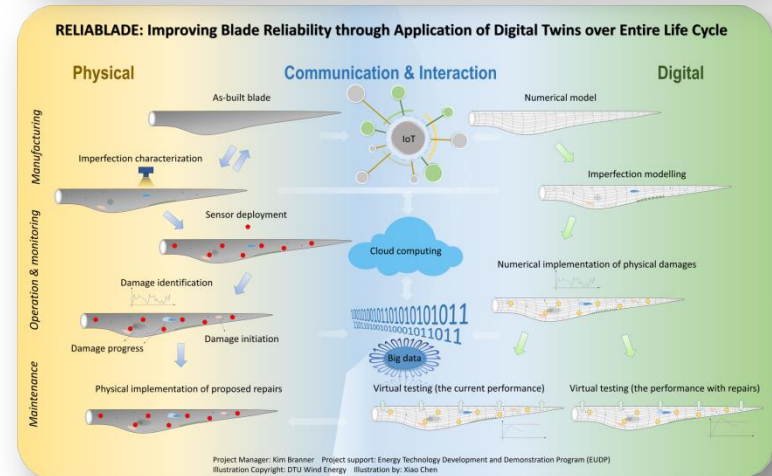 RELIABLADE: Improving Blade Reliability through Application of Digital Twins over Entire Life Cycle
Physical
Communication & Interaction
Digital
Manufacturing
As-built blade
IoT
Numerical model
Imperfection characterization
Imperfection modelling
Operation & monitoring
Sensor deployment
Cloud computing
Damage identification
Numerical implementation of physical damages
Damage progress
Damage initiation
Big data
Maintenance
Physical implementation of proposed repairs
Virtual testing (the current performance)
Virtual testing (the performance with repairs)
Project Manager: Kim Branner Project support: Energy Technology Development and Demonstration Program (EUDP)
Illustration Copyright: DTU Wind Energy Illustration by: Xiao Chen